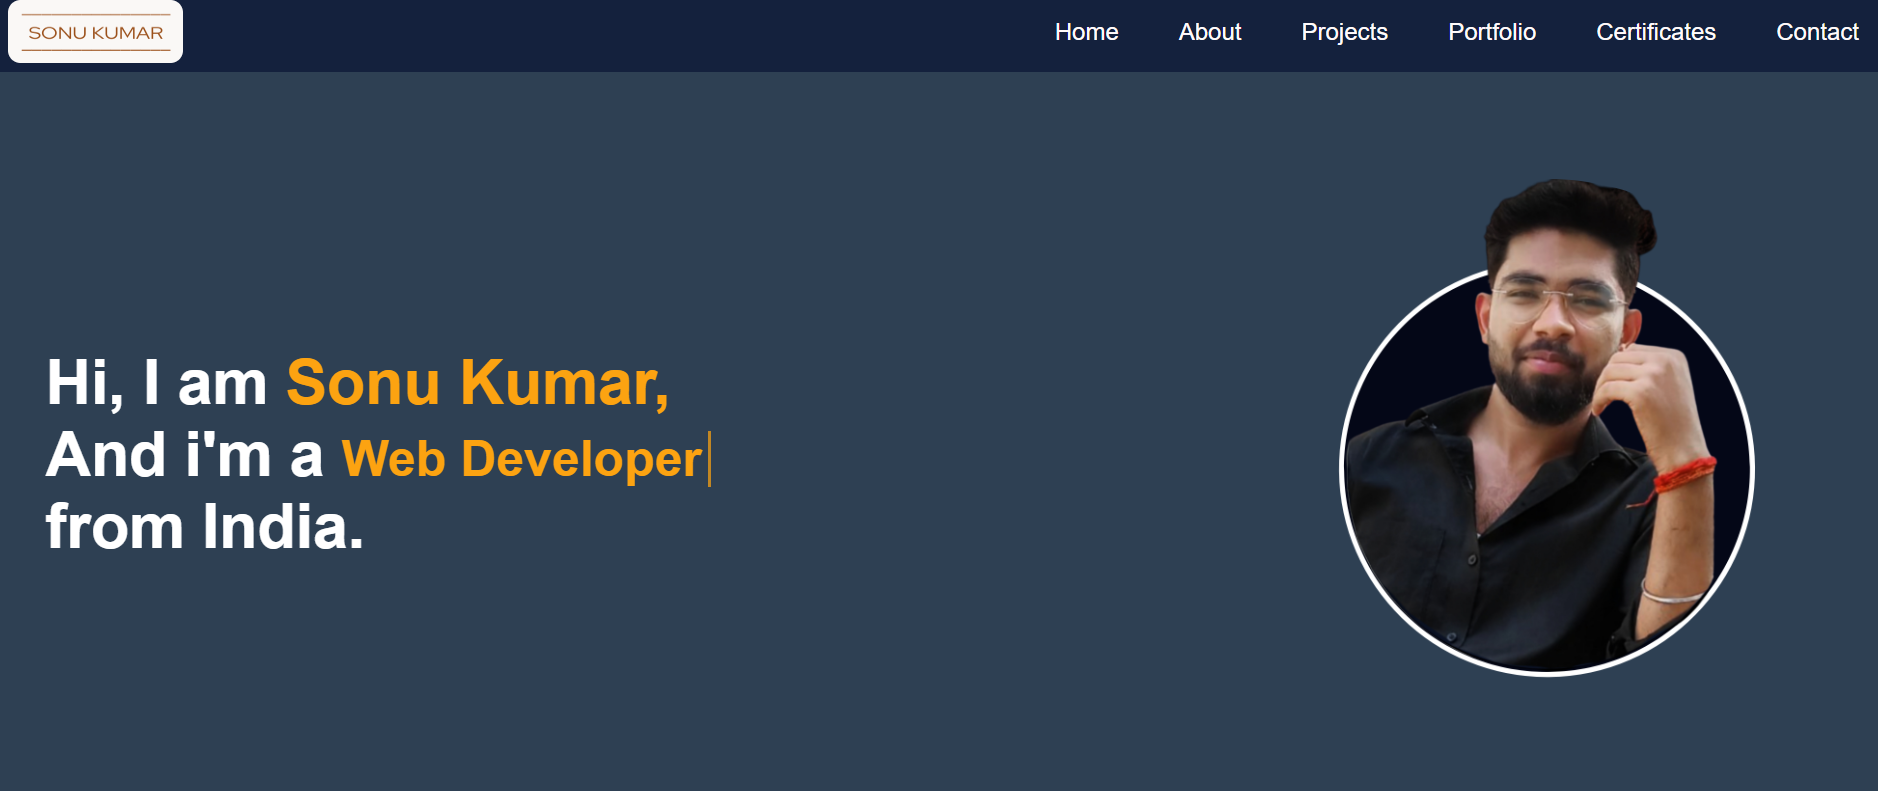 SONU KUMAR
Home About Projects Portfolio Certificates Contact
Hi, I am Sonu Kumar,
And i'm a Web Developer
from India.